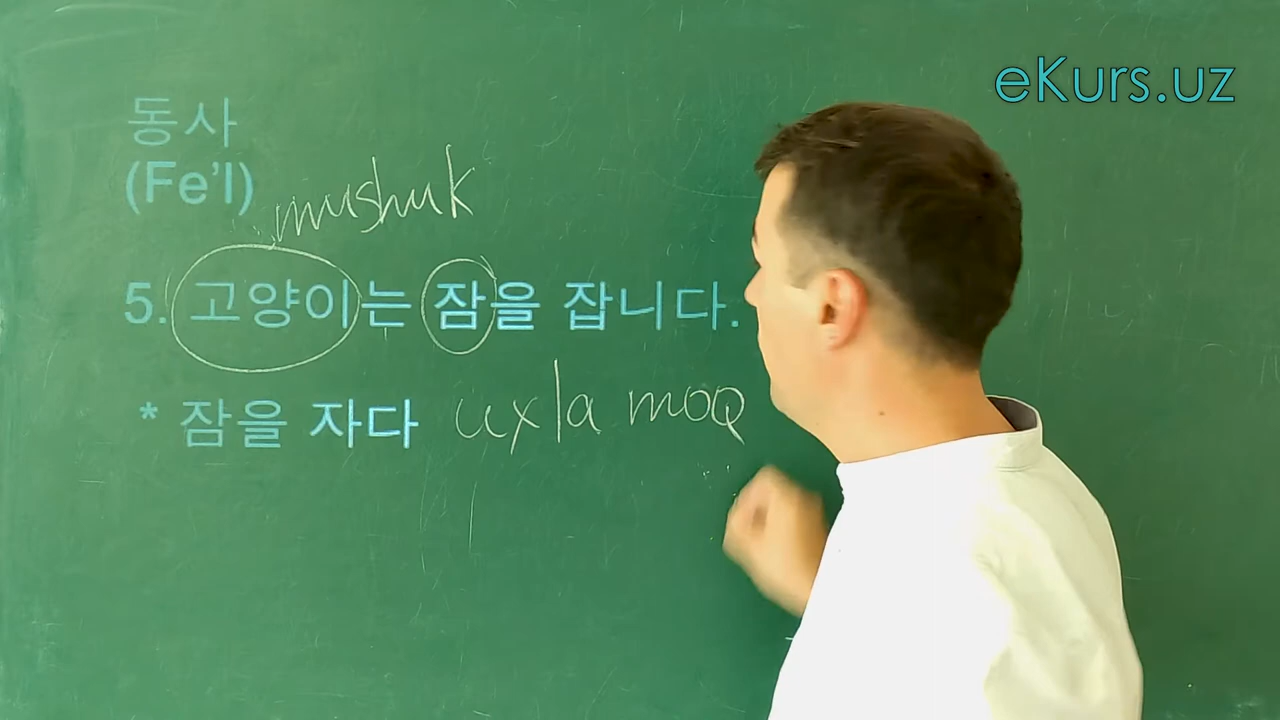 eKurs.uz
동사
(Fe'l)
mushuk
5. 고양이는 잠을 잡니다.
* 잠을 자다 uxlamoq